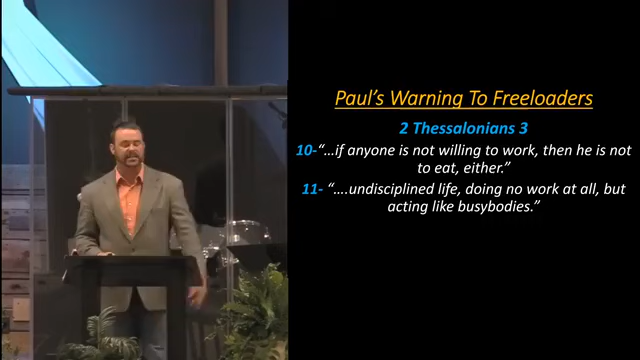 Paul's Warning To Freeloaders
2 Thessalonians 3
10-“…if anyone is not willing to work, then he is not
to eat, either.”
11- “….undisciplined life, doing no work at all, but
acting like busybodies.”